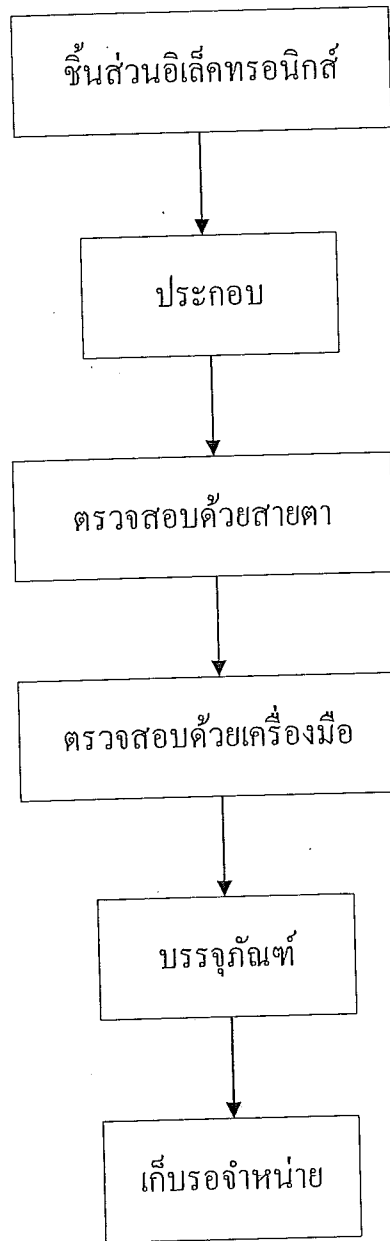 ชิ้นส่วนอิเล็คทรอนิกส์
ประกอบ
ตรวจสอบด้วยสายตา
ตรวจสอบด้วยเครื่องมือ
บรรจุภัณฑ์
เก็บรอจำหน่าย